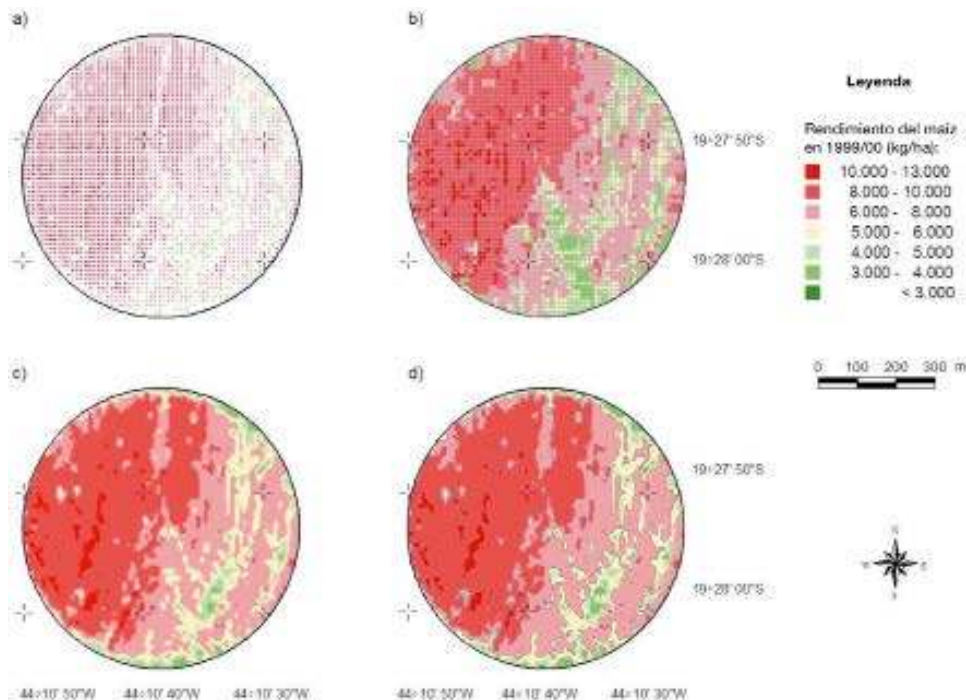 a)
b)
Leyenda
Rendimiento del maiz
en 1999/00 (kg/ha):
10.000 - 13.000
8.000 - 10.000
6.000 - 8.000
5.000 - 6.000
4.000 - 5.000
3.000 - 4.000
< 3.000
19÷27' 50"S
19÷28' 00"S
c)
d)
0 100 200 300 m
19÷27' 50"S
19÷28' 00"S
44÷10' 50"W 44÷10' 40"W 44÷10' 30"W
44÷10' 50"W 44÷10' 40"W 44÷10' 30"W